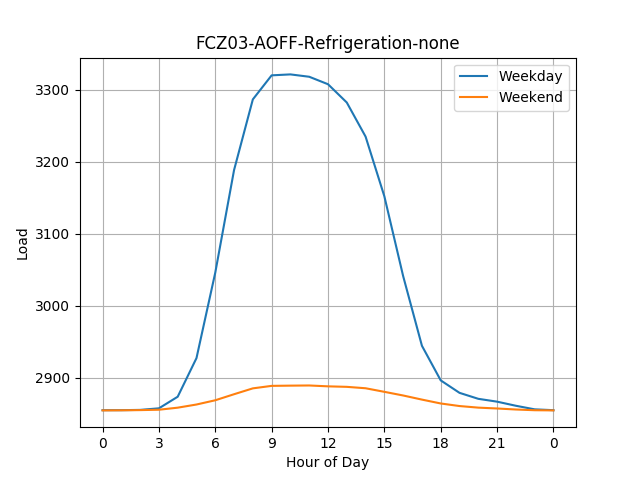 FCZ03-AOFF-Refrigeration-none
Weekday
Weekend
3300
3200
3100
3000
2900
Load
0 3 6 9 12 15 18 21 0
Hour of Day